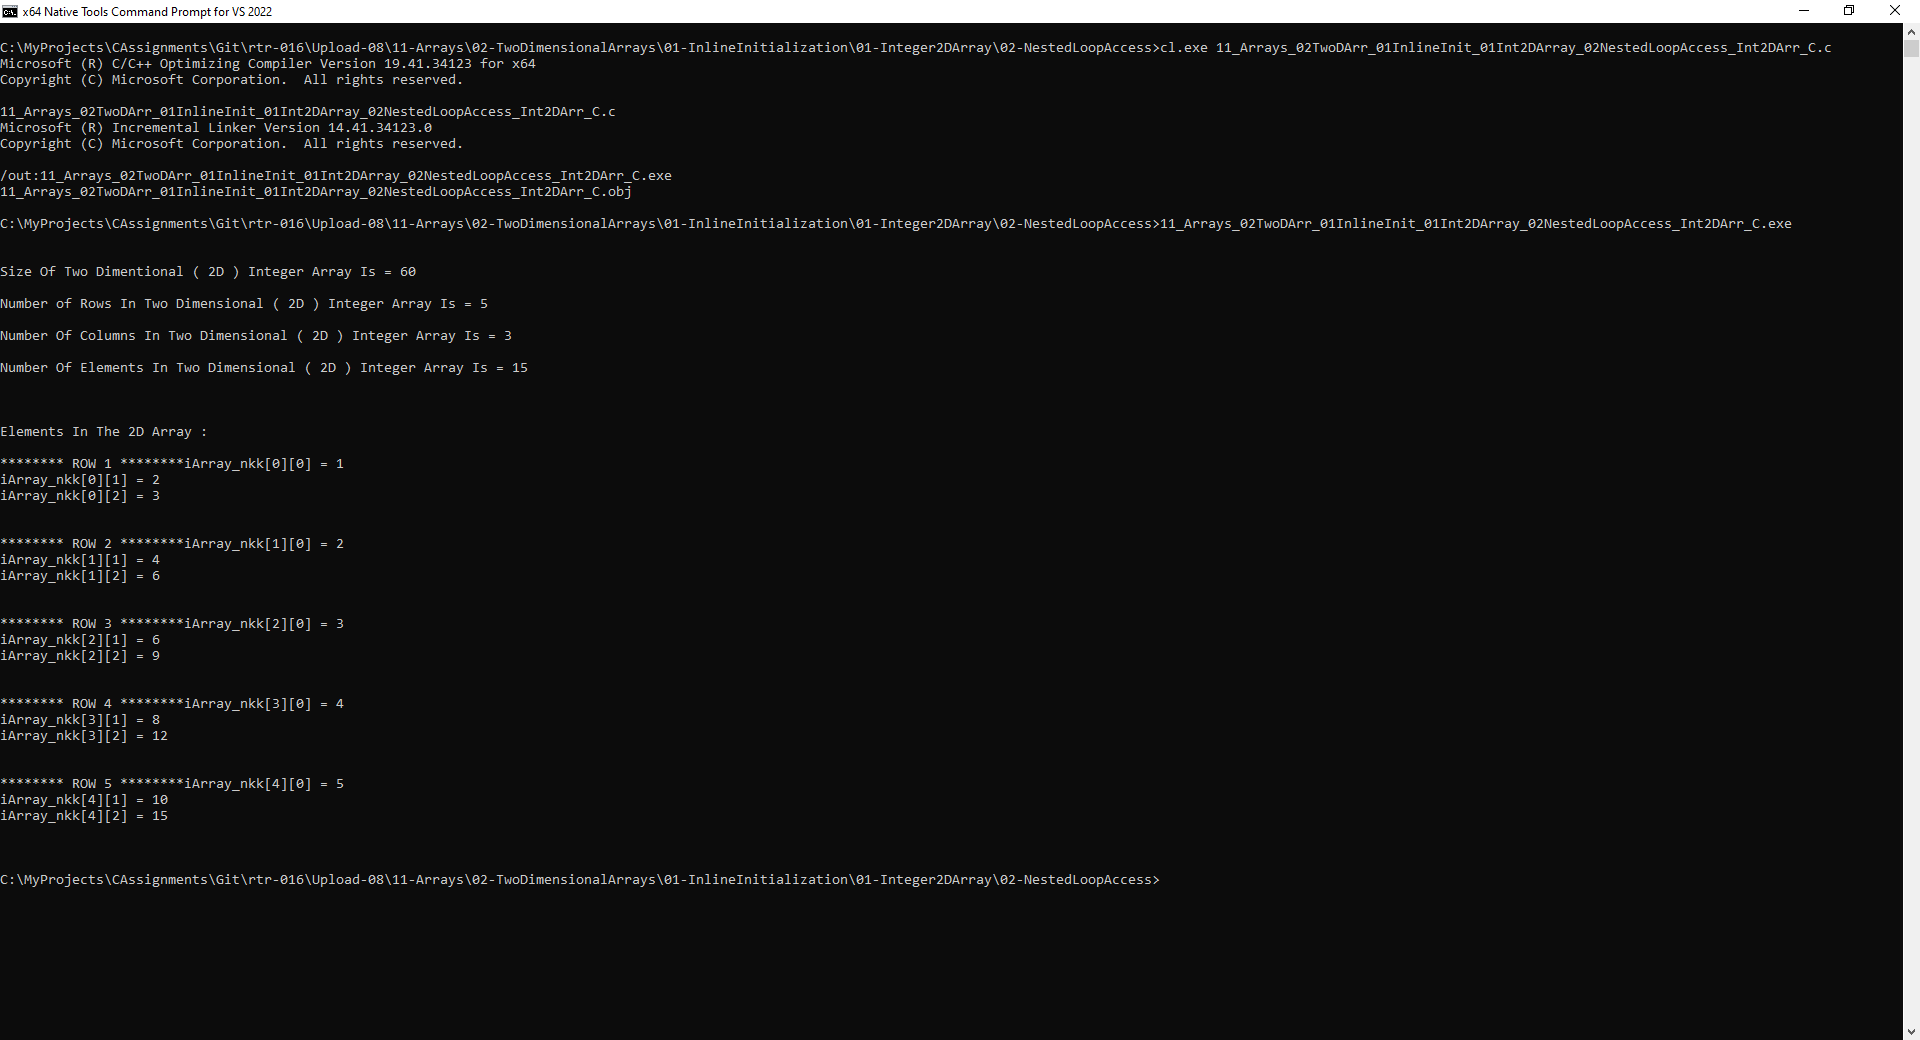 x64 Native Tools Command Prompt for VS 2022
C:\MyProjects\CAssignments\Git\rtr-016\Upload-08\11-Arrays\02-TwoDimensionalArrays\01-InlineInitialization\01-Integer2DArray\02-NestedLoopAccess>cl.exe 11_Arrays_02TwoDArr_01InlineInit_01Int2DArray_02NestedLoopAccess_Int2DArr_C.c
Microsoft (R) C/C++ Optimizing Compiler Version 19.41.34123 for x64
Copyright (C) Microsoft Corporation.  All rights reserved.
11_Arrays_02TwoDArr_01InlineInit_01Int2DArray_02NestedLoopAccess_Int2DArr_C.c
Microsoft (R) Incremental Linker Version 14.41.34123.0
Copyright (C) Microsoft Corporation.  All rights reserved.
/out:11_Arrays_02TwoDArr_01InlineInit_01Int2DArray_02NestedLoopAccess_Int2DArr_C.exe
11_Arrays_02TwoDArr_01InlineInit_01Int2DArray_02NestedLoopAccess_Int2DArr_C.obj
C:\MyProjects\CAssignments\Git\rtr-016\Upload-08\11-Arrays\02-TwoDimensionalArrays\01-InlineInitialization\01-Integer2DArray\02-NestedLoopAccess>11_Arrays_02TwoDArr_01InlineInit_01Int2DArray_02NestedLoopAccess_Int2DArr_C.exe
Size Of Two Dimentional ( 2D ) Integer Array Is = 60
Number of Rows In Two Dimensional ( 2D ) Integer Array Is = 5
Number Of Columns In Two Dimensional ( 2D ) Integer Array Is = 3
Number Of Elements In Two Dimensional ( 2D ) Integer Array Is = 15
Elements In The 2D Array :
******** ROW 1 ********iArray_nkk[0][0] = 1
iArray_nkk[0][1] = 2
iArray_nkk[0][2] = 3
******** ROW 2 ********iArray_nkk[1][0] = 2
iArray_nkk[1][1] = 4
iArray_nkk[1][2] = 6
******** ROW 3 ********iArray_nkk[2][0] = 3
iArray_nkk[2][1] = 6
iArray_nkk[2][2] = 9
******** ROW 4 ********iArray_nkk[3][0] = 4
iArray_nkk[3][1] = 8
iArray_nkk[3][2] = 12
******** ROW 5 ********iArray_nkk[4][0] = 5
iArray_nkk[4][1] = 10
iArray_nkk[4][2] = 15
C:\MyProjects\CAssignments\Git\rtr-016\Upload-08\11-Arrays\02-TwoDimensionalArrays\01-InlineInitialization\01-Integer2DArray\02-NestedLoopAccess>